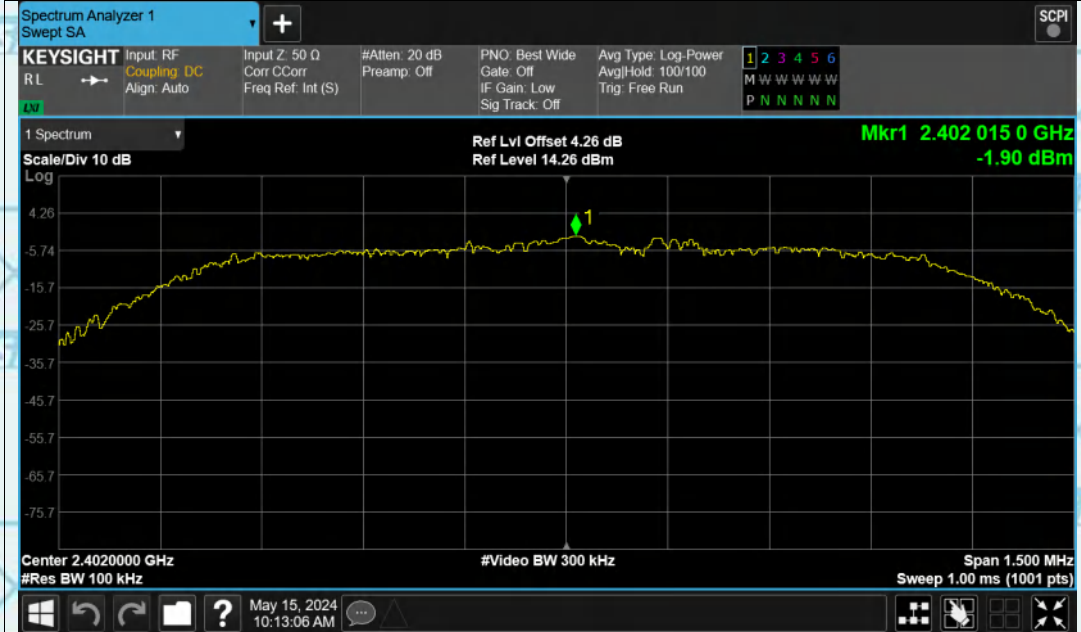 Spectrum Analyzer 1
Swept SA
+
SCPI
KEYSIGHT
R L
LXI
Input: RF
Coupling: DC
Align: Auto
Input Z: 50 Ω
Corr CCorr
Freq Ref: Int (S)
#Atten: 20 dB
Preamp: Off
PNO: Best Wide
Gate: Off
IF Gain: Low
Sig Track: Off
Avg Type: Log-Power
Avg|Hold: 100/100
Trig: Free Run
1 2 3 4 5 6
M W W W W W
P N N N N N
1 Spectrum
Scale/Div 10 dB
Log
Ref Lvl Offset 4.26 dB
Ref Level 14.26 dBm
Mkr1 2.402 015 0 GHz
-1.90 dBm
1
4.26
-5.74
-15.7
-25.7
-35.7
-45.7
-55.7
-65.7
-75.7
Center 2.4020000 GHz
#Res BW 100 kHz
#Video BW 300 kHz
Span 1.500 MHz
Sweep 1.00 ms (1001 pts)
?
May 15, 2024
10:13:06 AM